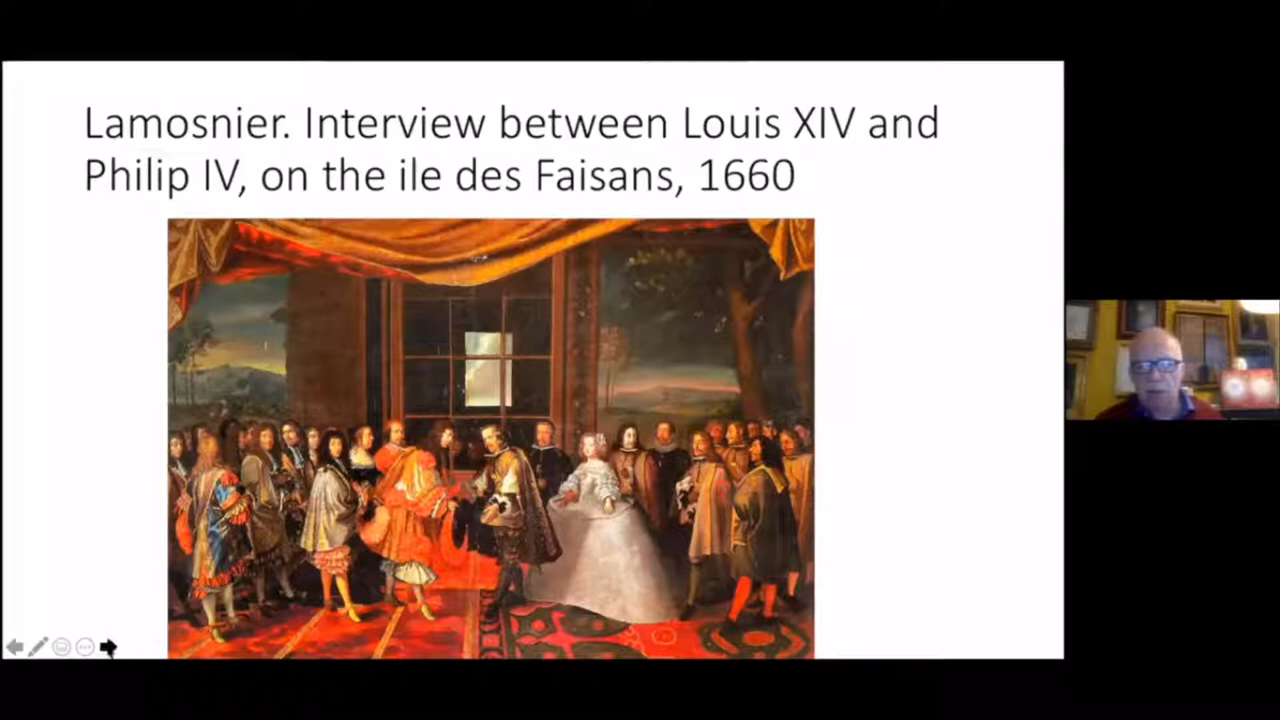 Lamosnier. Interview between Louis XIV and
Philip IV, on the ile des Faisans, 1660